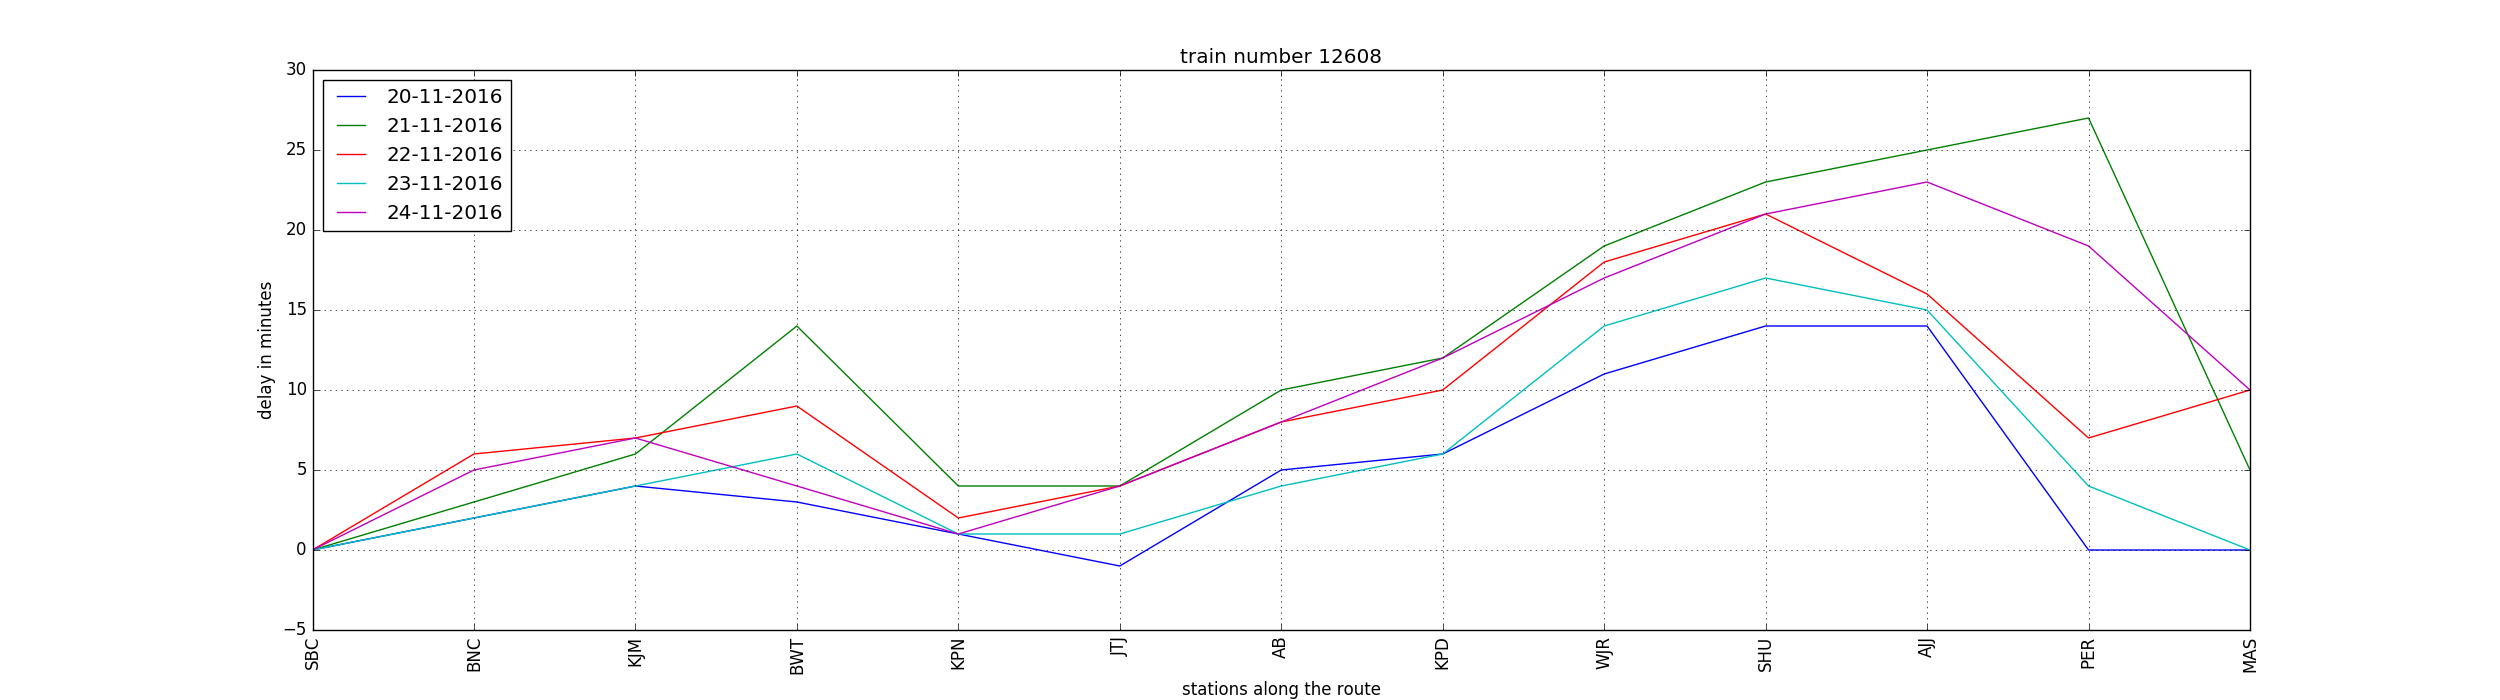 train number 12608
30
25
20
15
10
5
0
−5
delay in minutes
20-11-2016
21-11-2016
22-11-2016
23-11-2016
24-11-2016
SBC
BNC
KJM
BWT
KPN
JTJ
AB
KPD
WJR
SHU
AJJ
PER
MAS
stations along the route